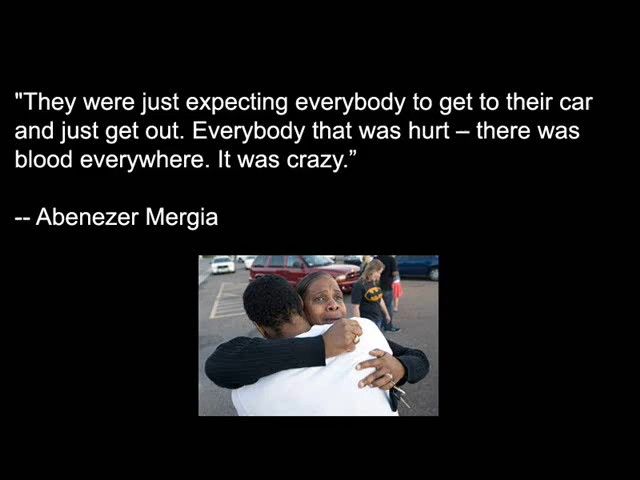 "They were just expecting everybody to get to their car
and just get out. Everybody that was hurt – there was
blood everywhere. It was crazy.”
-- Abenezer Mergia